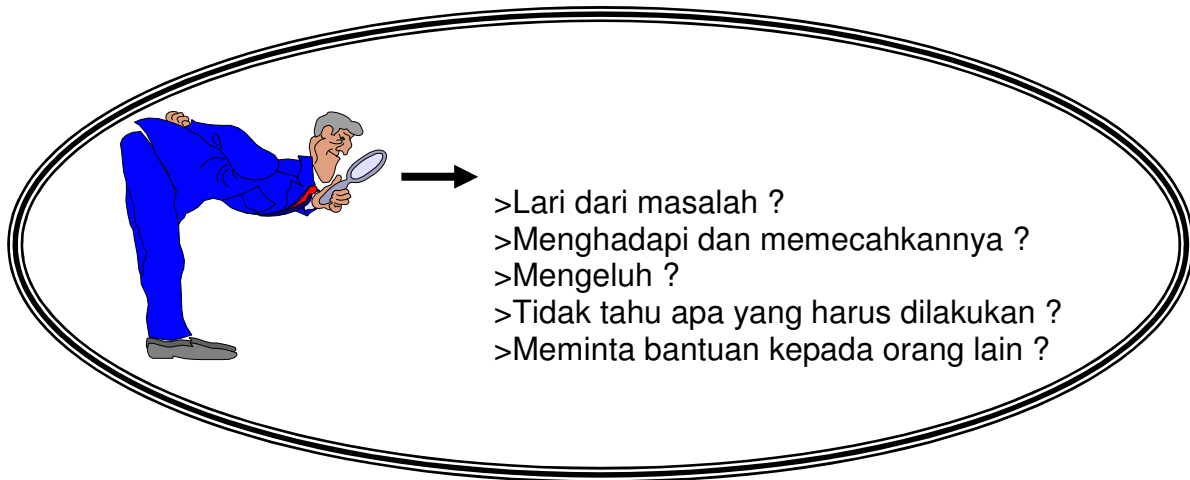 >Lari dari masalah ?
>Menghadapi dan memecahkannya ?
>Mengeluh ?
>Tidak tahu apa yang harus dilakukan ?
>Meminta bantuan kepada orang lain ?